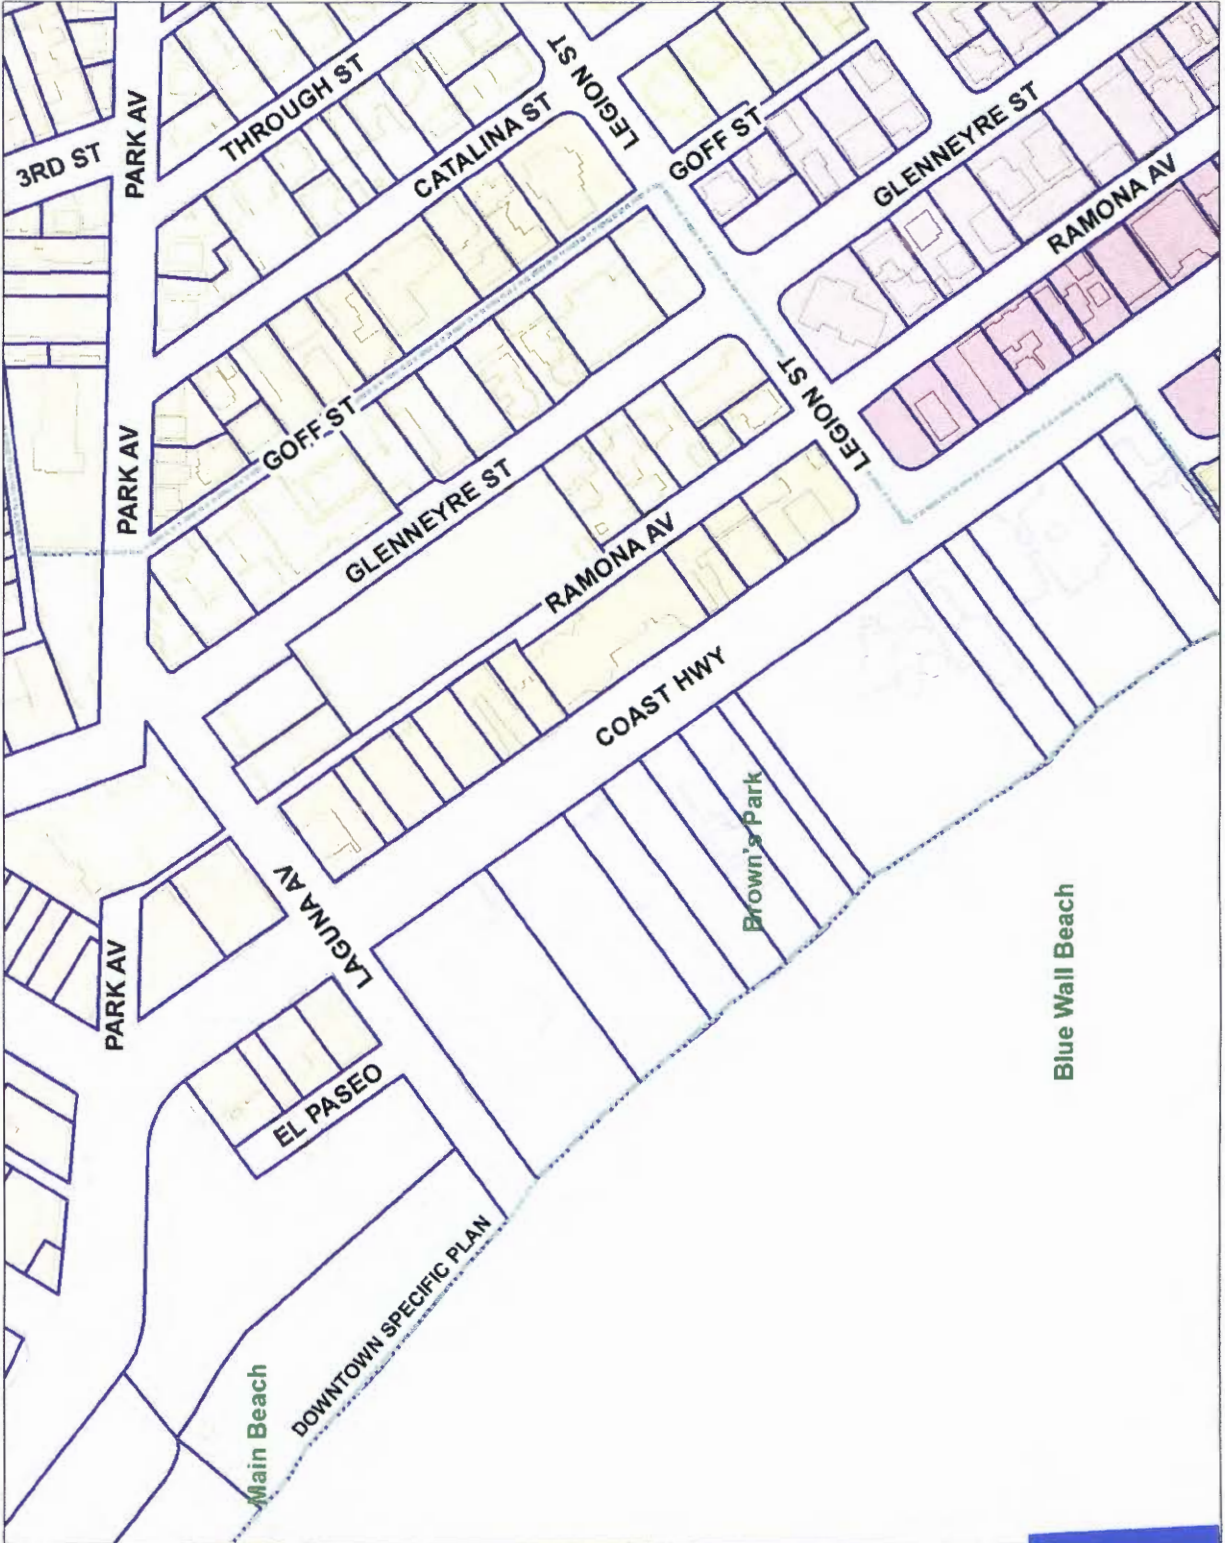 LEGION ST
THROUGH ST
PARK AV
CATALINA ST
LEGION ST
GOFF ST
3RD ST
GLENNEYRE ST
RAMONA AV
LEGION ST
GOFF ST
PARK AV
GLENNEYRE ST
RAMONA AV
COAST HWY
Brown's Park
LAGUNA AV
PARK AV
Blue Wall Beach
EL PASEO
DOWNTOWN SPECIFIC PLAN
Main Beach